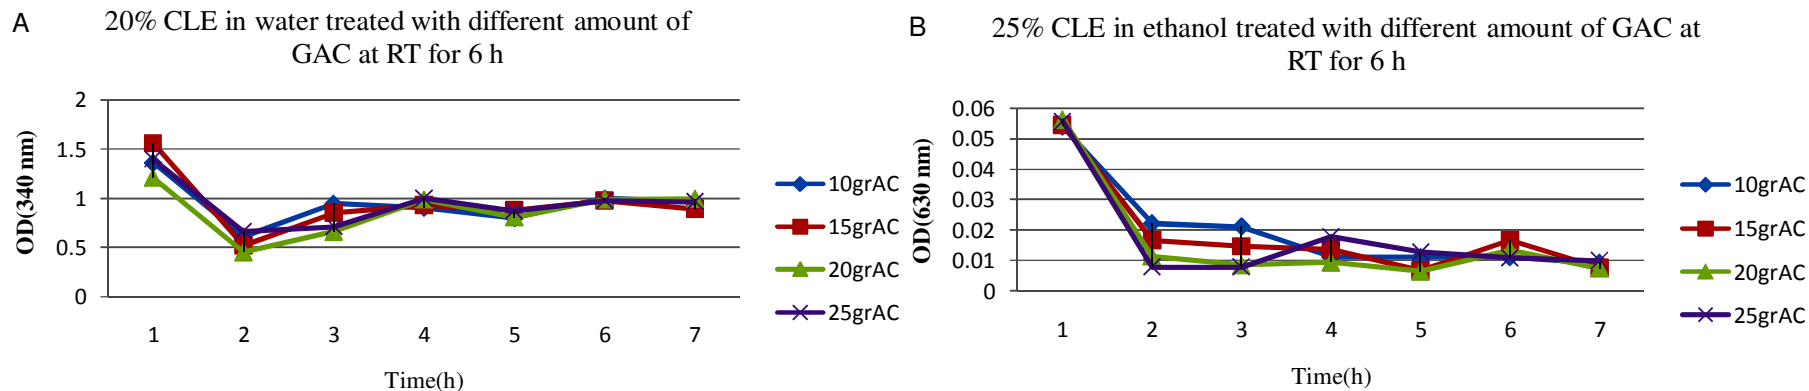 A
20% CLE in water treated with different amount of
GAC at RT for 6 h
OD(340 nm)
2
1.5
1
0.5
0
1 2 3 4 5 6 7
Time(h)
10grAC
15grAC
20grAC
25grAC
B
25% CLE in ethanol treated with different amount of GAC at
RT for 6 h
OD(630 nm)
0.06
0.05
0.04
0.03
0.02
0.01
0
1 2 3 4 5 6 7
Time(h)
10grAC
15grAC
20grAC
25grAC